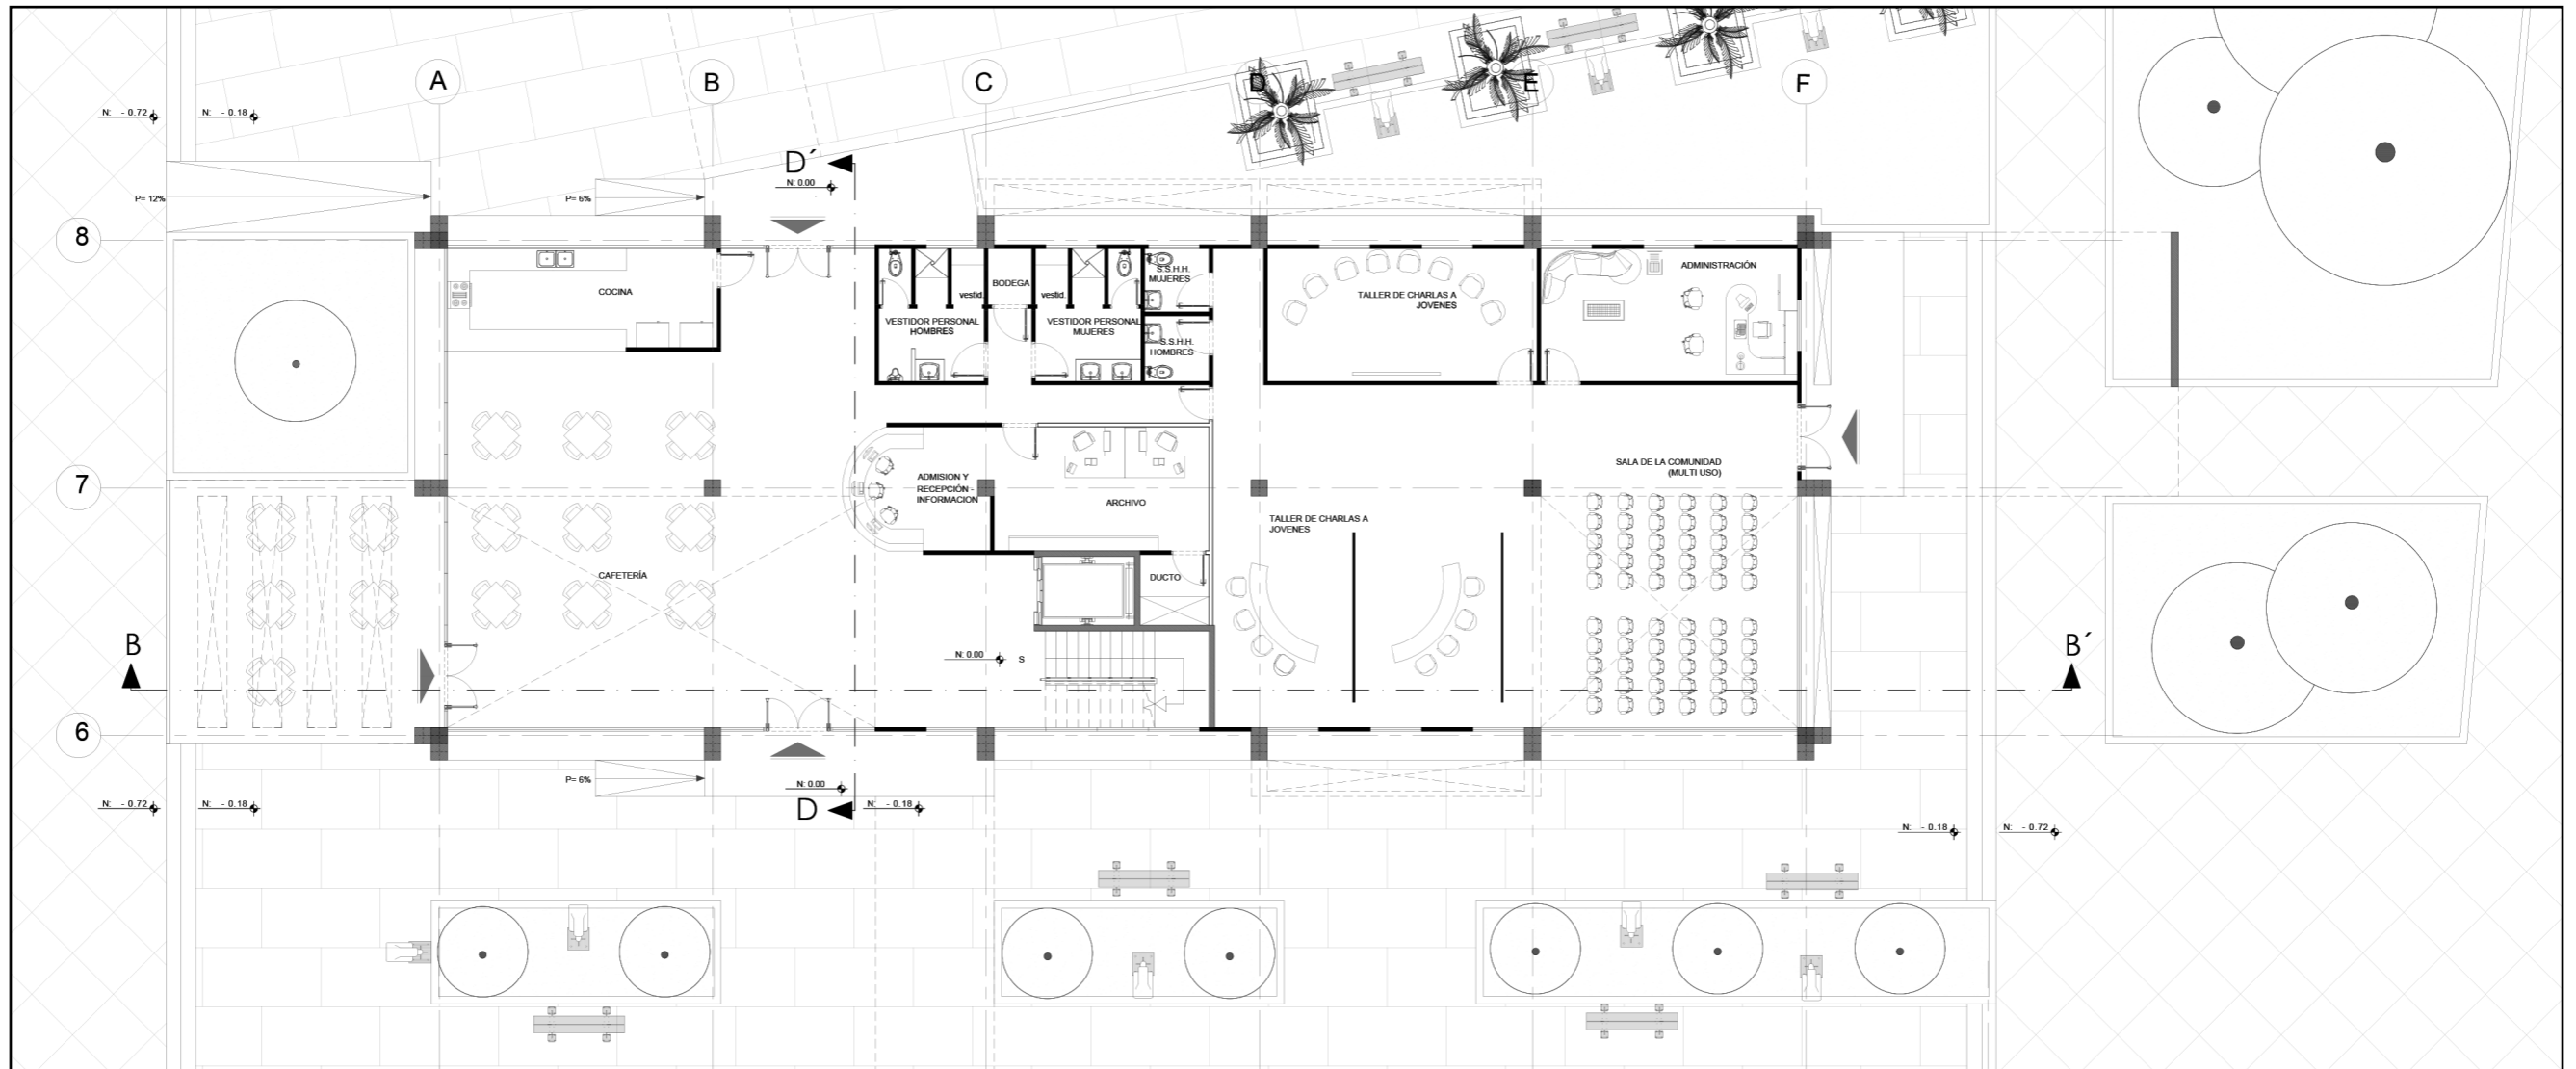 A
B
C
D
E
F
N: - 0.72
N: - 0.18
D´
N: 0.00
P= 12%
P= 6%
8
COCINA
BODEGA
vestid.
vestid.
VESTIDOR PERSONAL
HOMBRES
VESTIDOR PERSONAL
MUJERES
S.S.H.H.
MUJERES
S.S.H.H.
HOMBRES
TALLER DE CHARLAS A
JOVENES
ADMINISTRACIÓN
7
ADMISION Y
RECEPCIÓN -
INFORMACION
ARCHIVO
SALA DE LA COMUNIDAD
(MULTI USO)
TALLER DE CHARLAS A
JOVENES
CAFETERÍA
DUCTO
B
N: 0.00
S
B´
6
P= 6%
N: 0.00
D
N: - 0.72
N: - 0.18
N: - 0.18
N: - 0.18
N: - 0.72